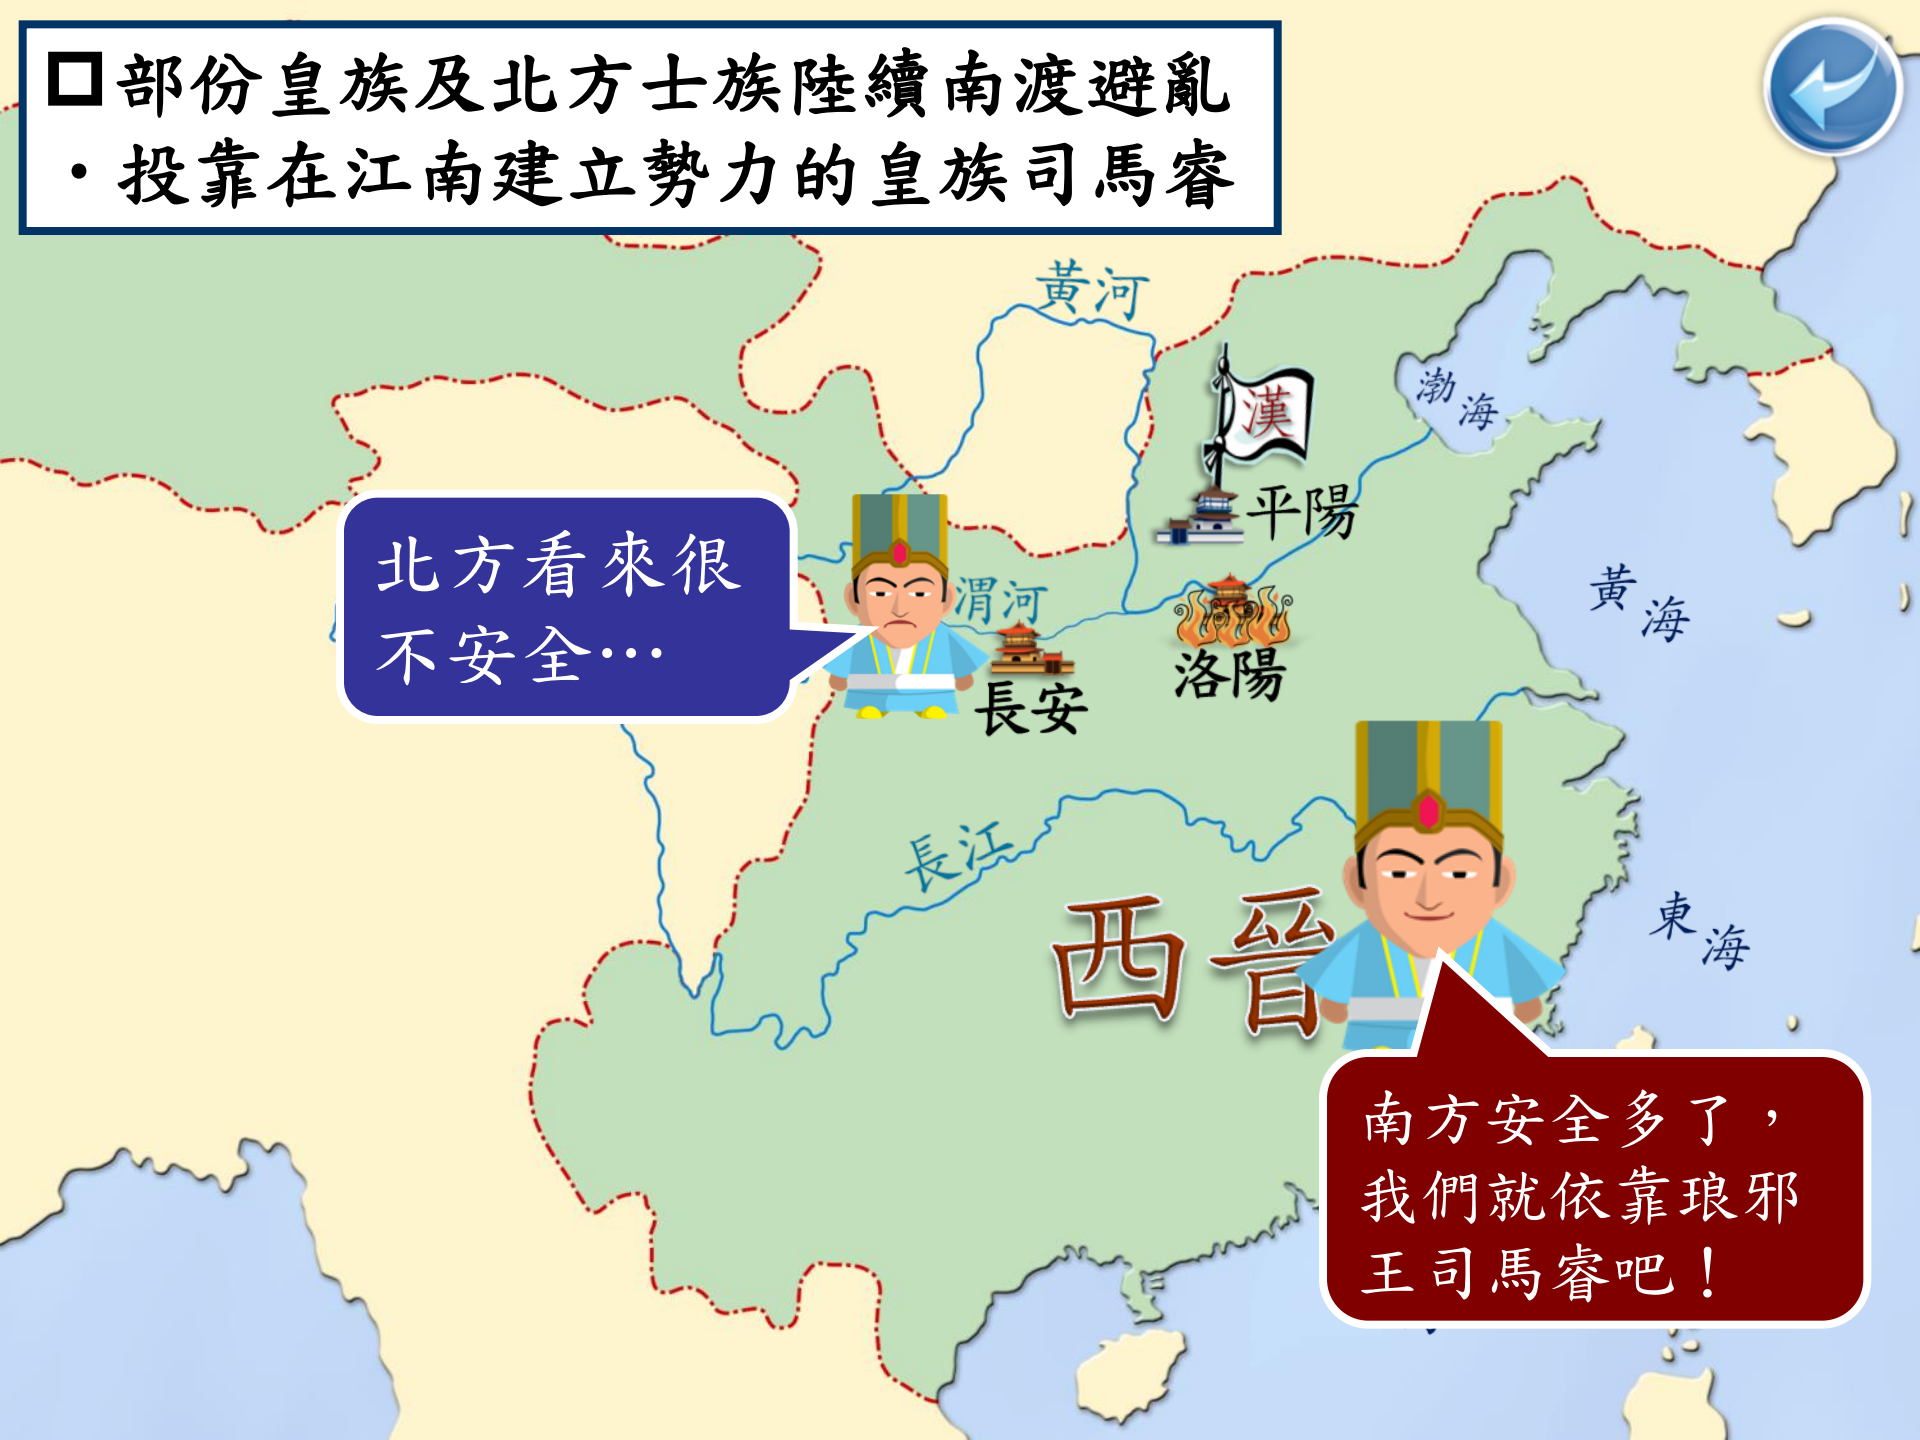 部份皇族及北方士族陸續南渡避亂
・投靠在江南建立勢力的皇族司馬睿
黃河
漢
渤海
平陽
北方看來很
不安全…
渭河
黃海
長安
洛陽
長江
西晉
東海
南方安全多了，
我們就依靠琅邪
王司馬睿吧！